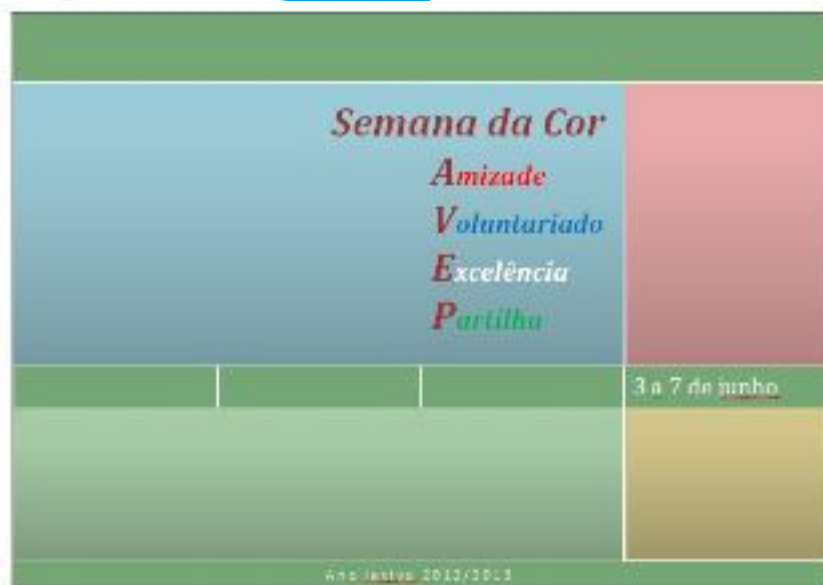 Semana da Cor
Amizade
Voluntariado
Excelência
Partilha
3 a 7 de junho
Ano letivo 2012/2013